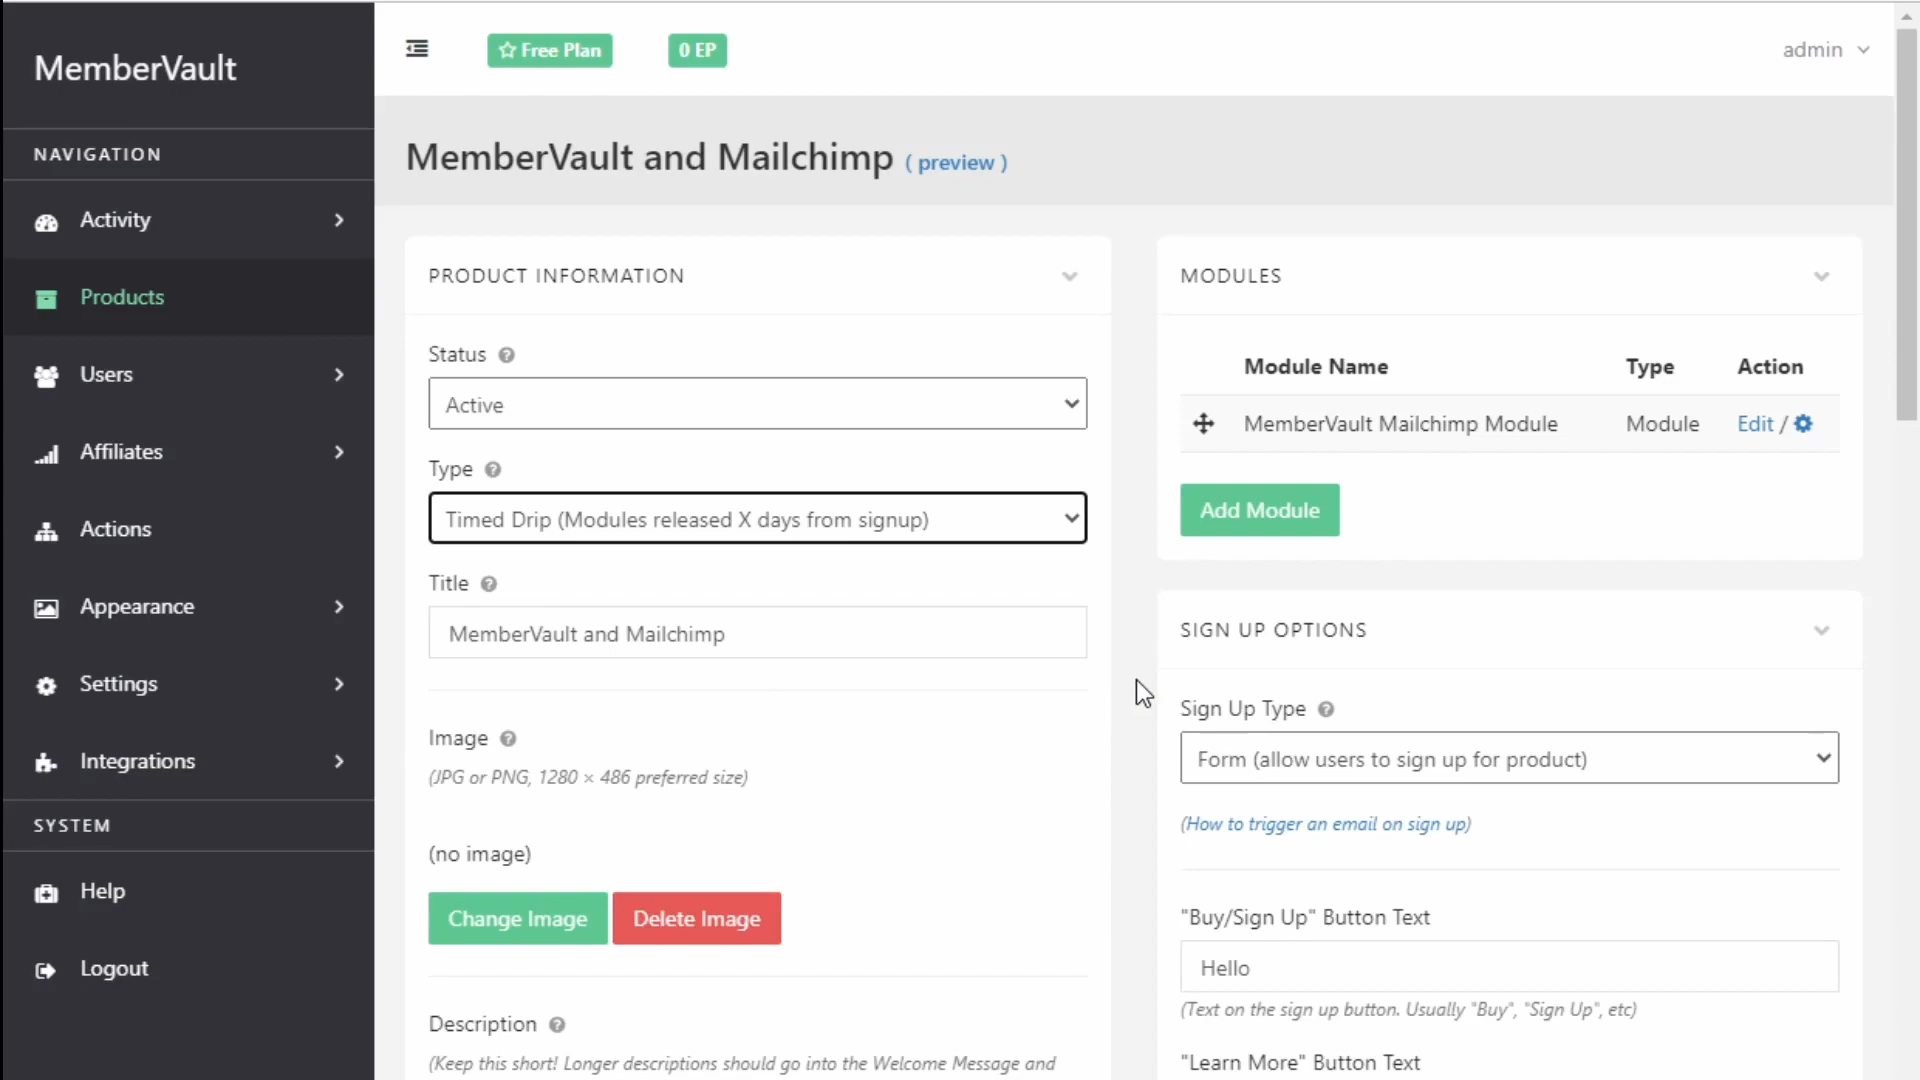 MemberVault
NAVIGATION
Activity
Products
Users
Affiliates
Actions
Appearance
Settings
Integrations
SYSTEM
Help
Logout
Free Plan
0 EP
admin
MemberVault and Mailchimp ( preview )
PRODUCT INFORMATION
Status
Active
Type
Timed Drip (Modules released X days from signup)
Title
MemberVault and Mailchimp
Image
(JPG or PNG, 1280 × 486 preferred size)
(no image)
Change Image Delete Image
Description
(Keep this short! Longer descriptions should go into the Welcome Message and
MODULES
Module Name Type Action
MemberVault Mailchimp Module Module Edit /
Add Module
SIGN UP OPTIONS
Sign Up Type
Form (allow users to sign up for product)
(How to trigger an email on sign up)
"Buy/Sign Up" Button Text
Hello
(Text on the sign up button. Usually "Buy", "Sign Up", etc)
"Learn More" Button Text